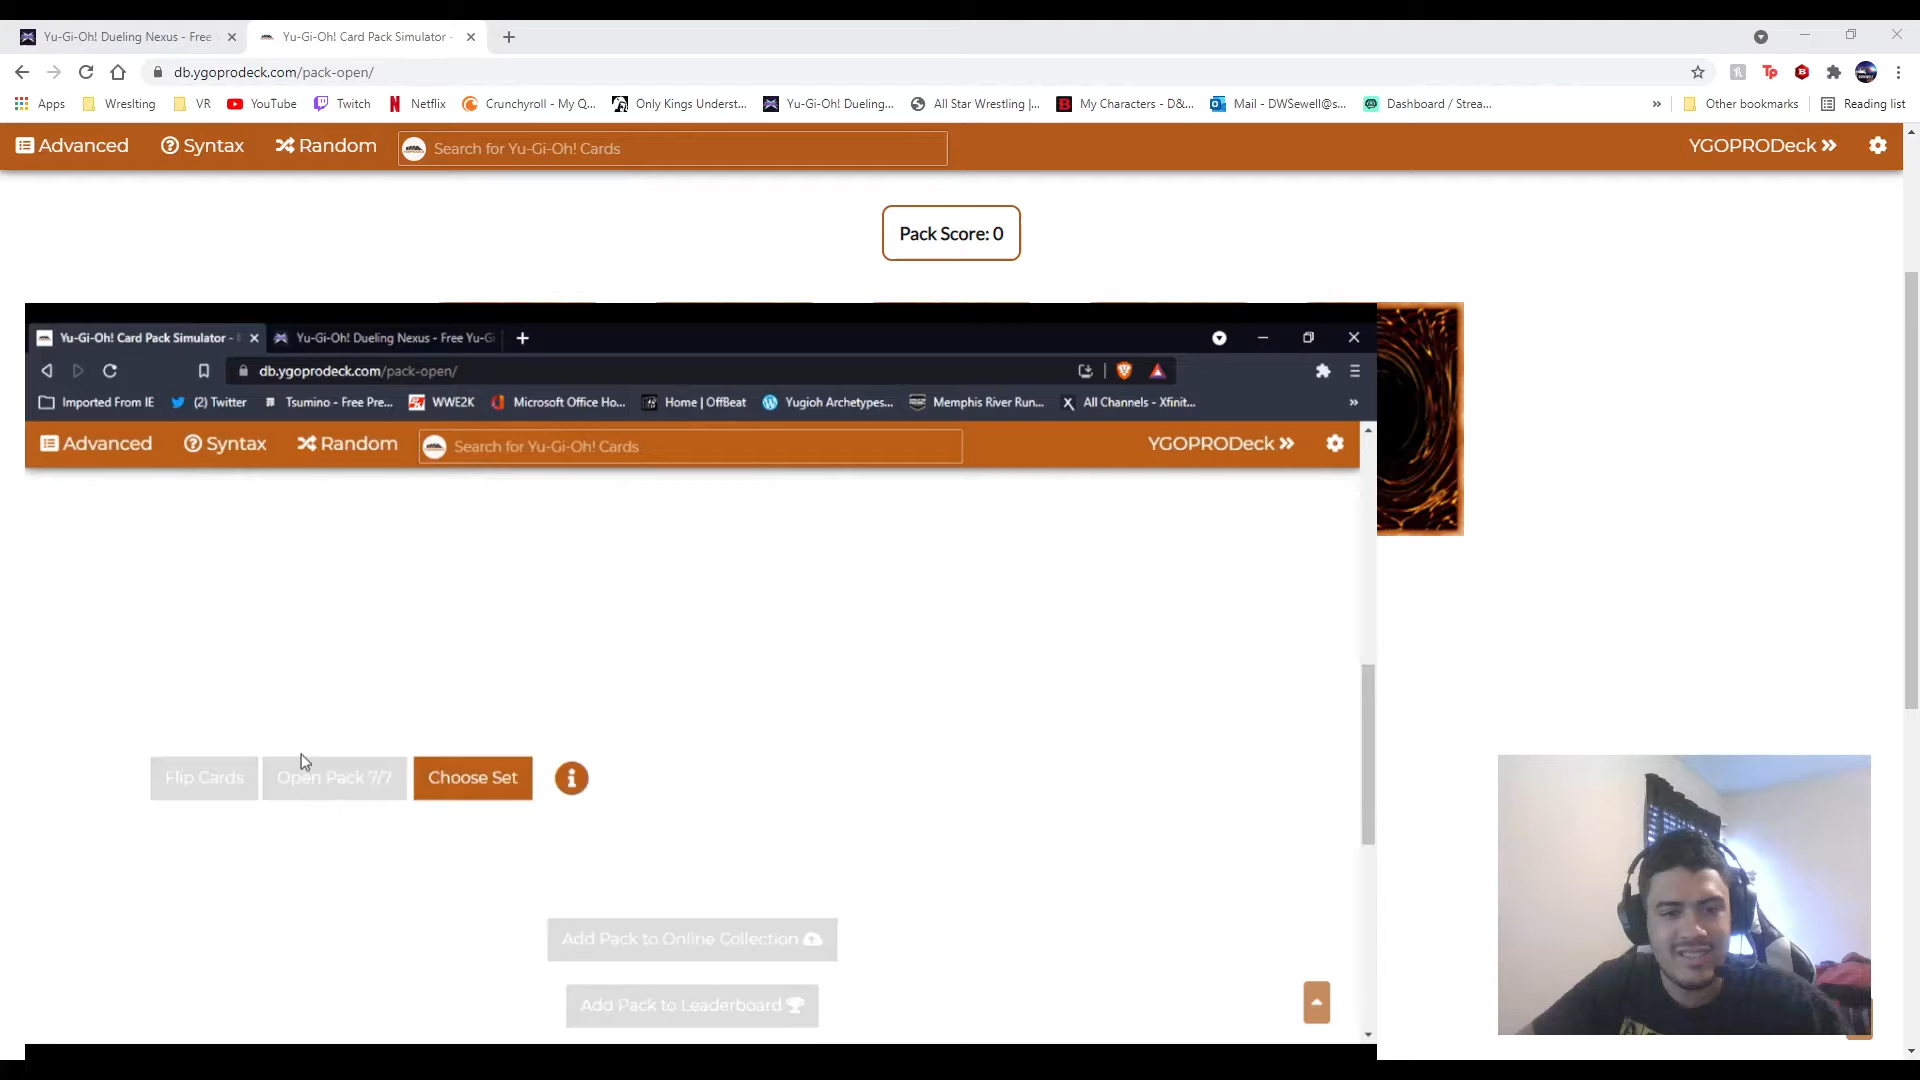 Yu-Gi-Oh! Dueling Nexus - Free
Yu-Gi-Oh! Card Pack Simulator -
db.ygoprodeck.com/pack-open/
Apps Wreslting VR YouTube Twitch Netflix Crunchyroll - My Q... Only Kings Underst... Yu-Gi-Oh! Dueling... All Star Wrestling |... My Characters - D&... Mail - DWSewell@s... Dashboard / Strea... » Other bookmarks Reading list
Advanced Syntax Random Search for Yu-Gi-Oh! Cards YGOPRODeck »
Pack Score: 0
Yu-Gi-Oh! Card Pack Simulator - Yu-Gi-Oh! Dueling Nexus - Free Yu-Gi
db.ygoprodeck.com/pack-open/
Imported From IE (2) Twitter Tsumino - Free Pre... WWE2K Microsoft Office Ho... Home | OffBeat Yugioh Archetypes... Memphis River Run... All Channels - Xfinit... »
Advanced Syntax Random Search for Yu-Gi-Oh! Cards YGOPRODeck »
Flip Cards Open Pack 7/7 Choose Set
Add Pack to Online Collection
Add Pack to Leaderboard